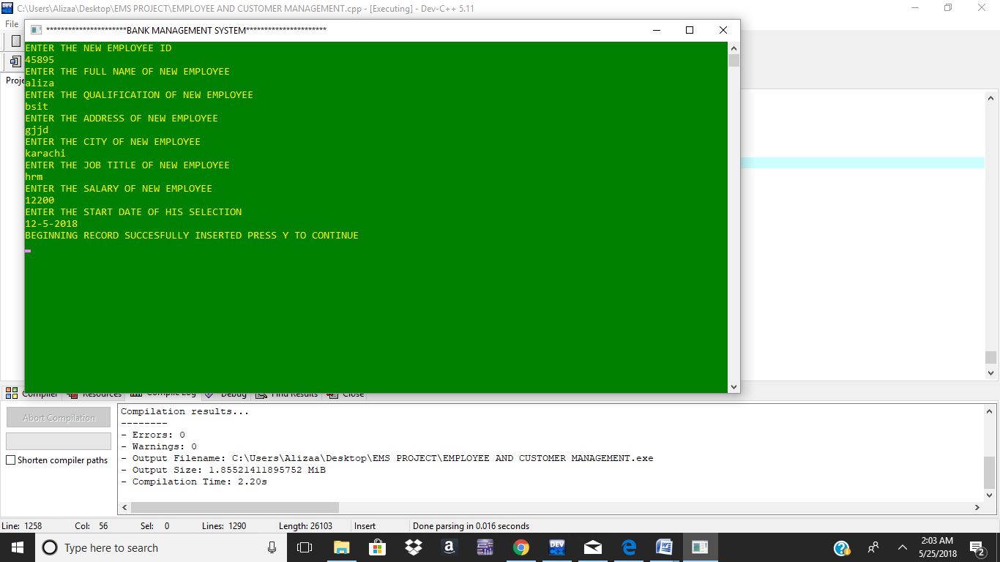 C:\Users\Alizaa\Desktop\EMS PROJECT\EMPLOYEE AND CUSTOMER MANAGEMENT.cpp - [Executing] - Dev-C++ 5.11
File
**********************BANK MANAGEMENT SYSTEM**********************
ENTER THE NEW EMPLOYEE ID
45895
ENTER THE FULL NAME OF NEW EMPLOYEE
aliza
ENTER THE QUALIFICATION OF NEW EMPLOYEE
bsit
ENTER THE ADDRESS OF NEW EMPLOYEE
gjjd
ENTER THE CITY OF NEW EMPLOYEE
karachi
ENTER THE JOB TITLE OF NEW EMPLOYEE
hrm
ENTER THE SALARY OF NEW EMPLOYEE
12200
ENTER THE START DATE OF HIS SELECTION
12-5-2018
BEGINNING RECORD SUCCESFULLY INSERTED PRESS Y TO CONTINUE
Proje
Compiler Resources Compile Log Debug Find Results Close
Abort Compilation
Shorten compiler paths
Compilation results...
--------
- Errors: 0
- Warnings: 0
- Output Filename: C:\Users\Alizaa\Desktop\EMS PROJECT\EMPLOYEE AND CUSTOMER MANAGEMENT.exe
- Output Size: 1.85521411895752 MiB
- Compilation Time: 2.20s
Line: 1258 Col: 56 Sel: 0 Lines: 1290 Length: 26103 Insert Done parsing in 0.016 seconds
Type here to search
DEV
2:03 AM
5/25/2018
2